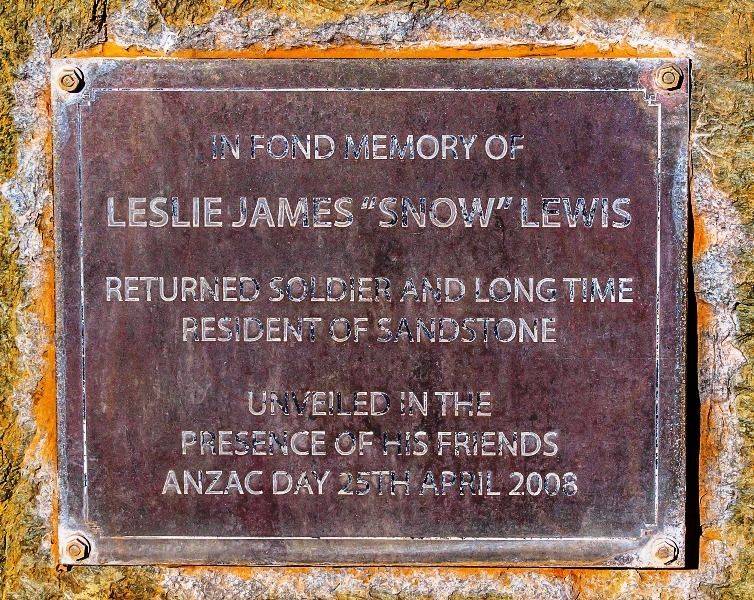 IN FOND MEMORY OF
LESLIE JAMES "SNOW" LEWIS
RETURNED SOLDIER AND LONG TIME
RESIDENT OF SANDSTONE
UNVEILED IN THE
PRESENCE OF HIS FRIENDS
ANZAC DAY 25TH APRIL 2008